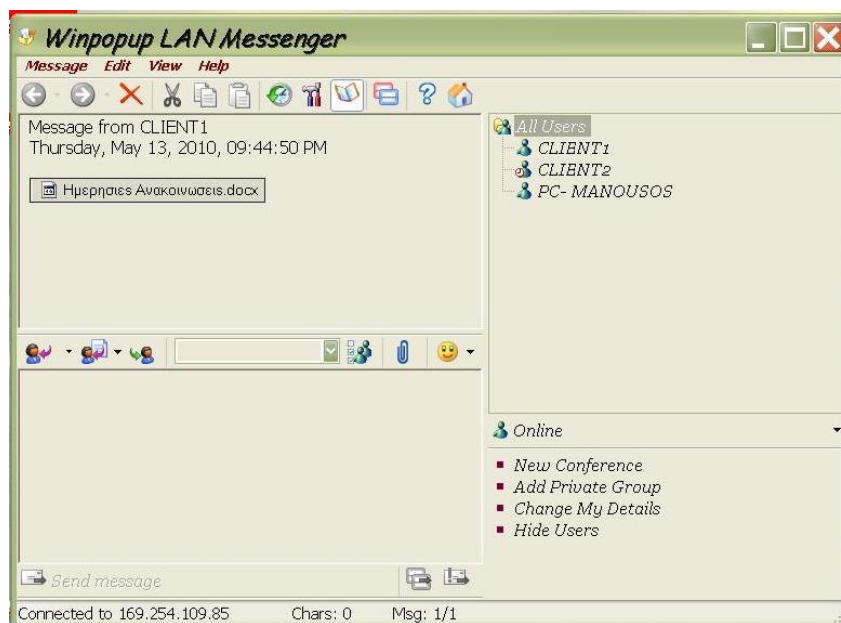 Winpopup LAN Messenger
Message Edit View Help
Message from CLIENT1
Thursday, May 13, 2010, 09:44:50 PM
Ημερησιες Ανακοινωσεις.docx
All Users
CLIENT1
CLIENT2
PC- MANOUSOS
Online
New Conference
Add Private Group
Change My Details
Hide Users
Send message
Connected to 169.254.109.85 Chars: 0 Msg: 1/1